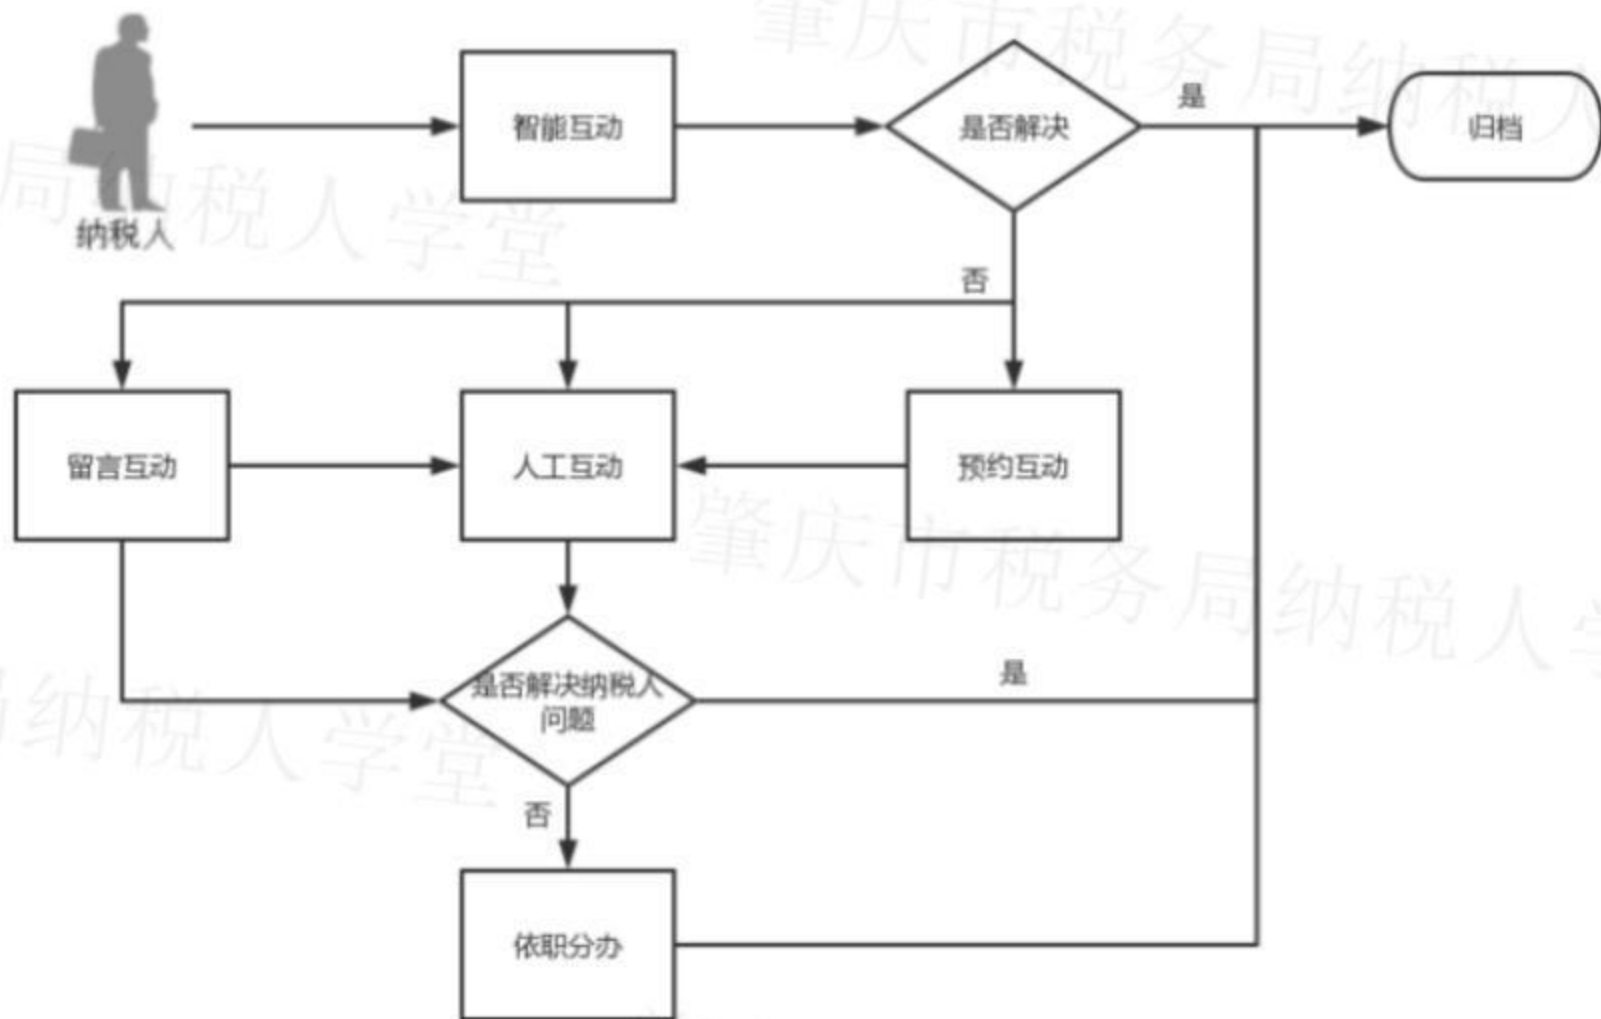 肇庆市税务局纳税人
智能互动
是否解决
是
归档
局纳税人学堂
纳税人
否
留言互动
人工互动
预约互动
肇庆市税务局纳税人学
是否解决纳税人
问题
是
局纳税人学堂
否
依职分办